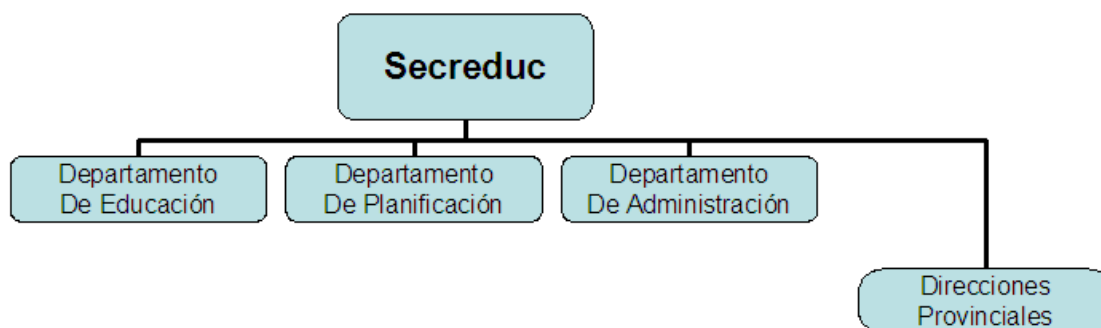 Secreduc
Departamento
De Educación
Departamento
De Planificación
Departamento
De Administración
Direcciones
Provinciales